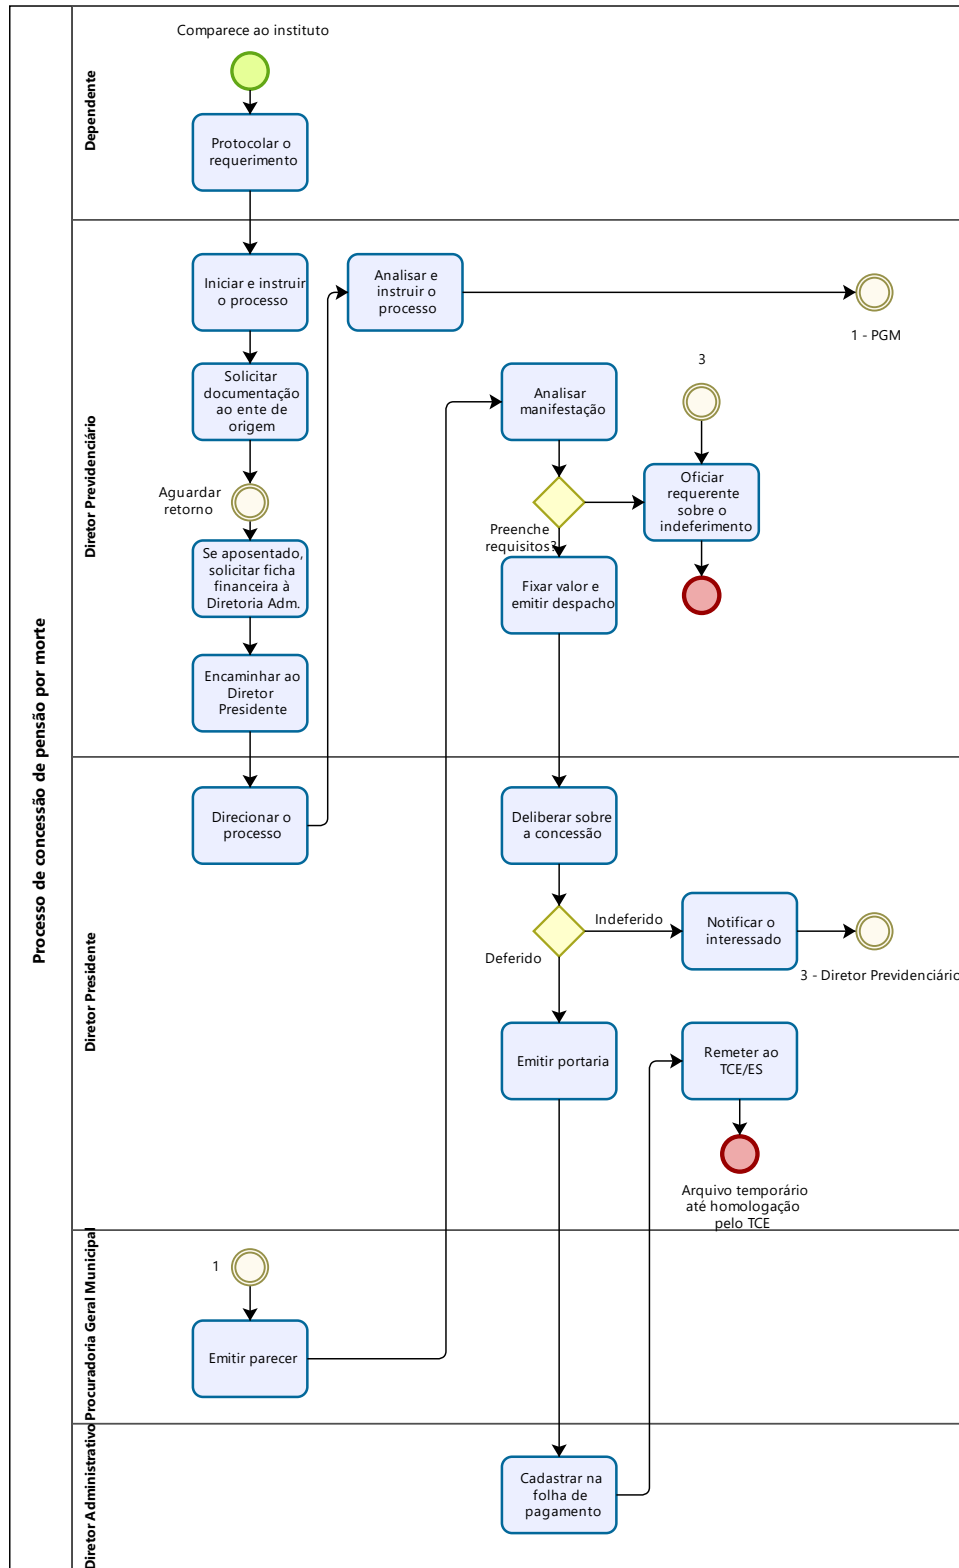 Processo de concessão de pensão por morte
Dependente
Comparece ao instituto
Protocolar o
requerimento
Diretor Previdenciário
Iniciar e instruir
o processo
Analisar e
instruir o
processo
1 - PGM
Solicitar
documentação
ao ente de
origem
Analisar
manifestação
3
Aguardar
retorno
Preenche
requisitos?
Oficiar
requerente
sobre o
indeferimento
Se aposentado,
solicitar ficha
financeira à
Diretoria Adm.
Fixar valor e
emitir despacho
Encaminhar ao
Diretor
Presidente
Diretor Presidente
Direcionar o
processo
Deliberar sobre
a concessão
Indeferido
Deferido
Notificar o
interessado
3 - Diretor Previdenciário
Emitir portaria
Remeter ao
TCE/ES
Arquivo temporário
até homologação
pelo TCE
Procuradoria Geral Municipal
1
Emitir parecer
Diretor Administrativo
Cadastrar na
folha de
pagamento